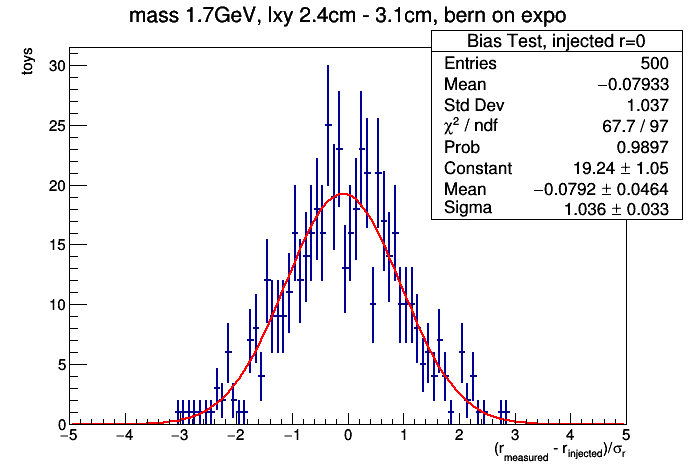 mass 1.7GeV, lxy 2.4cm - 3.1cm, bern on expo
Bias Test, injected r=0
Entries 500
Mean −0.07933
Std Dev 1.037
χ² / ndf 67.7 / 97
Prob 0.9897
Constant 19.24 ± 1.05
Mean −0.0792 ± 0.0464
Sigma 1.036 ± 0.033
toys
30
25
20
15
10
5
0
−5 −4 −3 −2 −1 0 1 2 3 4 5
(r_measured - r_injected)/σ_r